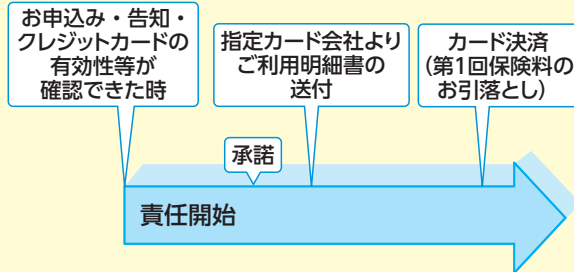 お申込み・告知・
クレジットカードの
有効性等が
確認できた時
指定カード会社より
ご利用明細書の
送付
カード決済
(第1回保険料の
お引落とし)
承諾
責任開始